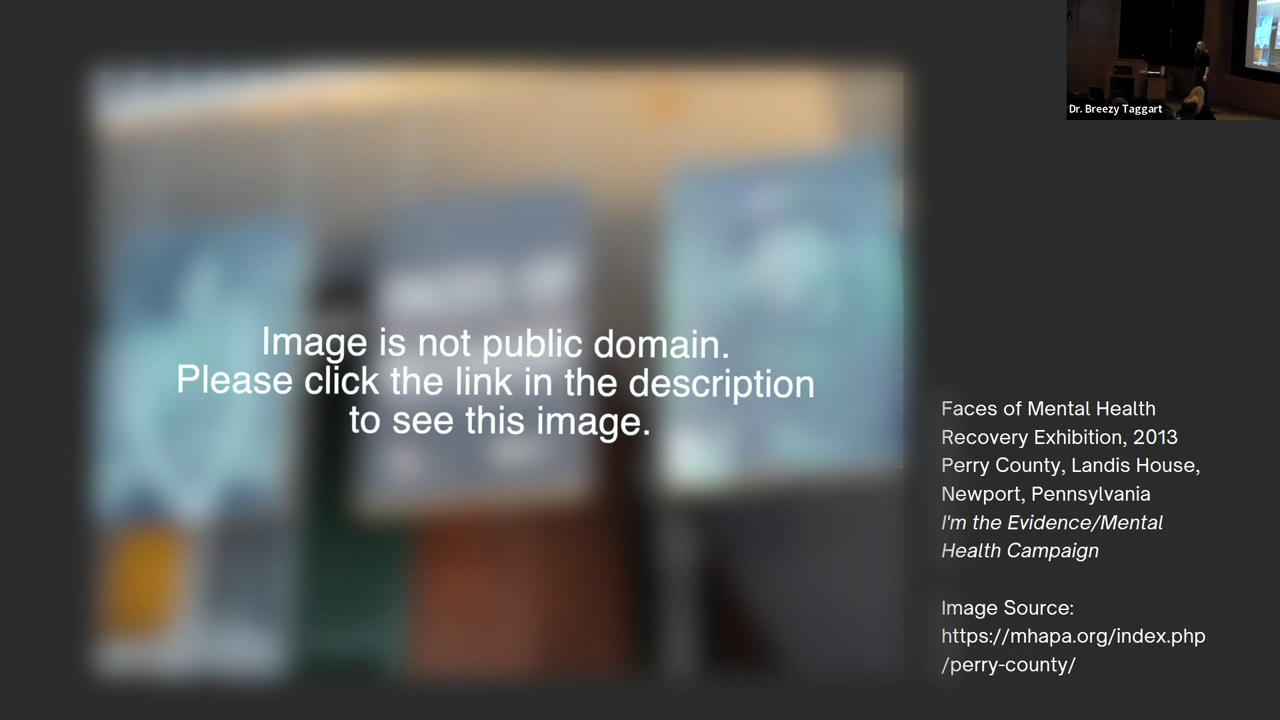 Dr. Breezy Taggart
Image is not public domain.
Please click the link in the description
to see this image.
Faces of Mental Health
Recovery Exhibition, 2013
Perry County, Landis House,
Newport, Pennsylvania
I'm the Evidence/Mental
Health Campaign
Image Source:
https://mhapa.org/index.php
/perry-county/